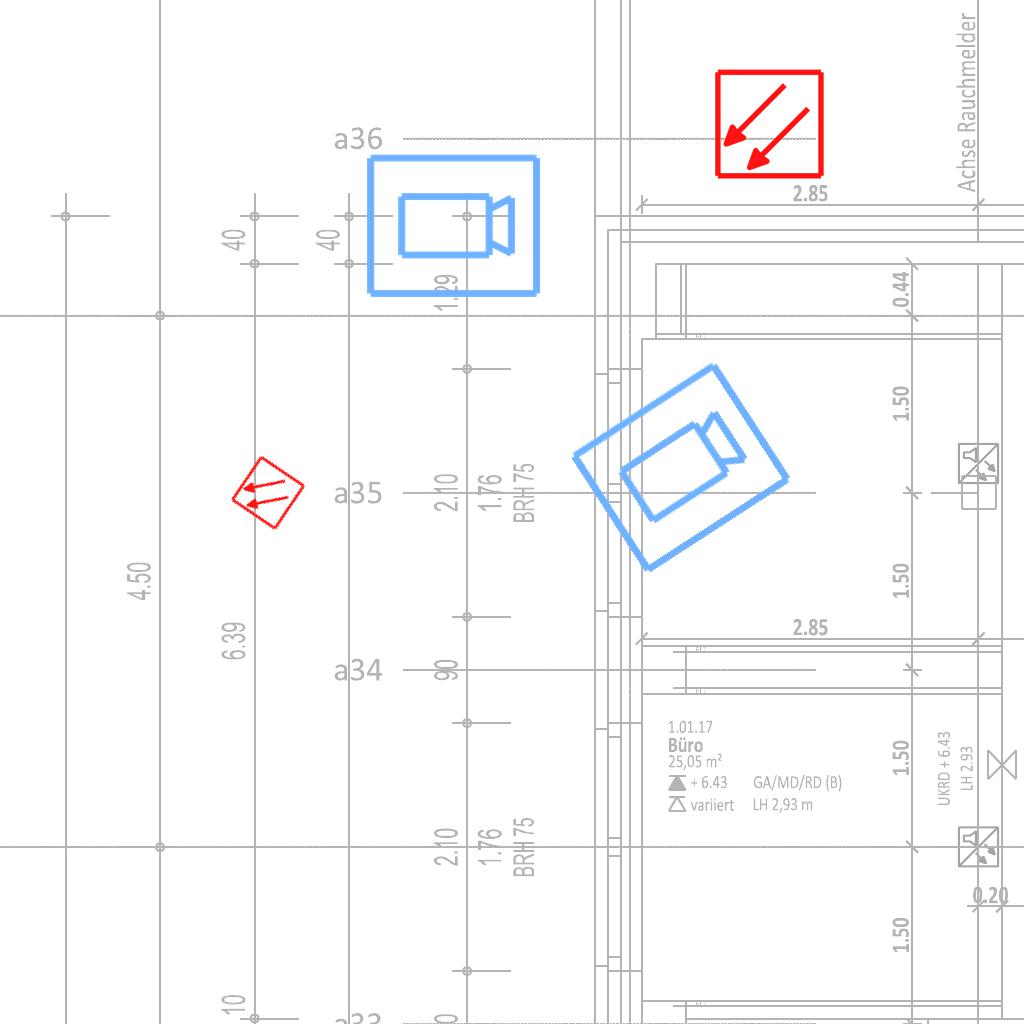 Achse Rauchmelder
a36
2.85
40
40
1.29
0.44
1.50
a35
2.10
1.76
BRH 75
4.50
1.50
6.39
2.85
a34
90
1.01.17
Büro
25,05 m²
+ 6.43 GA/MD/RD (B)
variiert LH 2,93 m
UKRD + 6.43
LH 2.93
1.50
2.10
1.76
BRH 75
0.20
1.50
10
a33